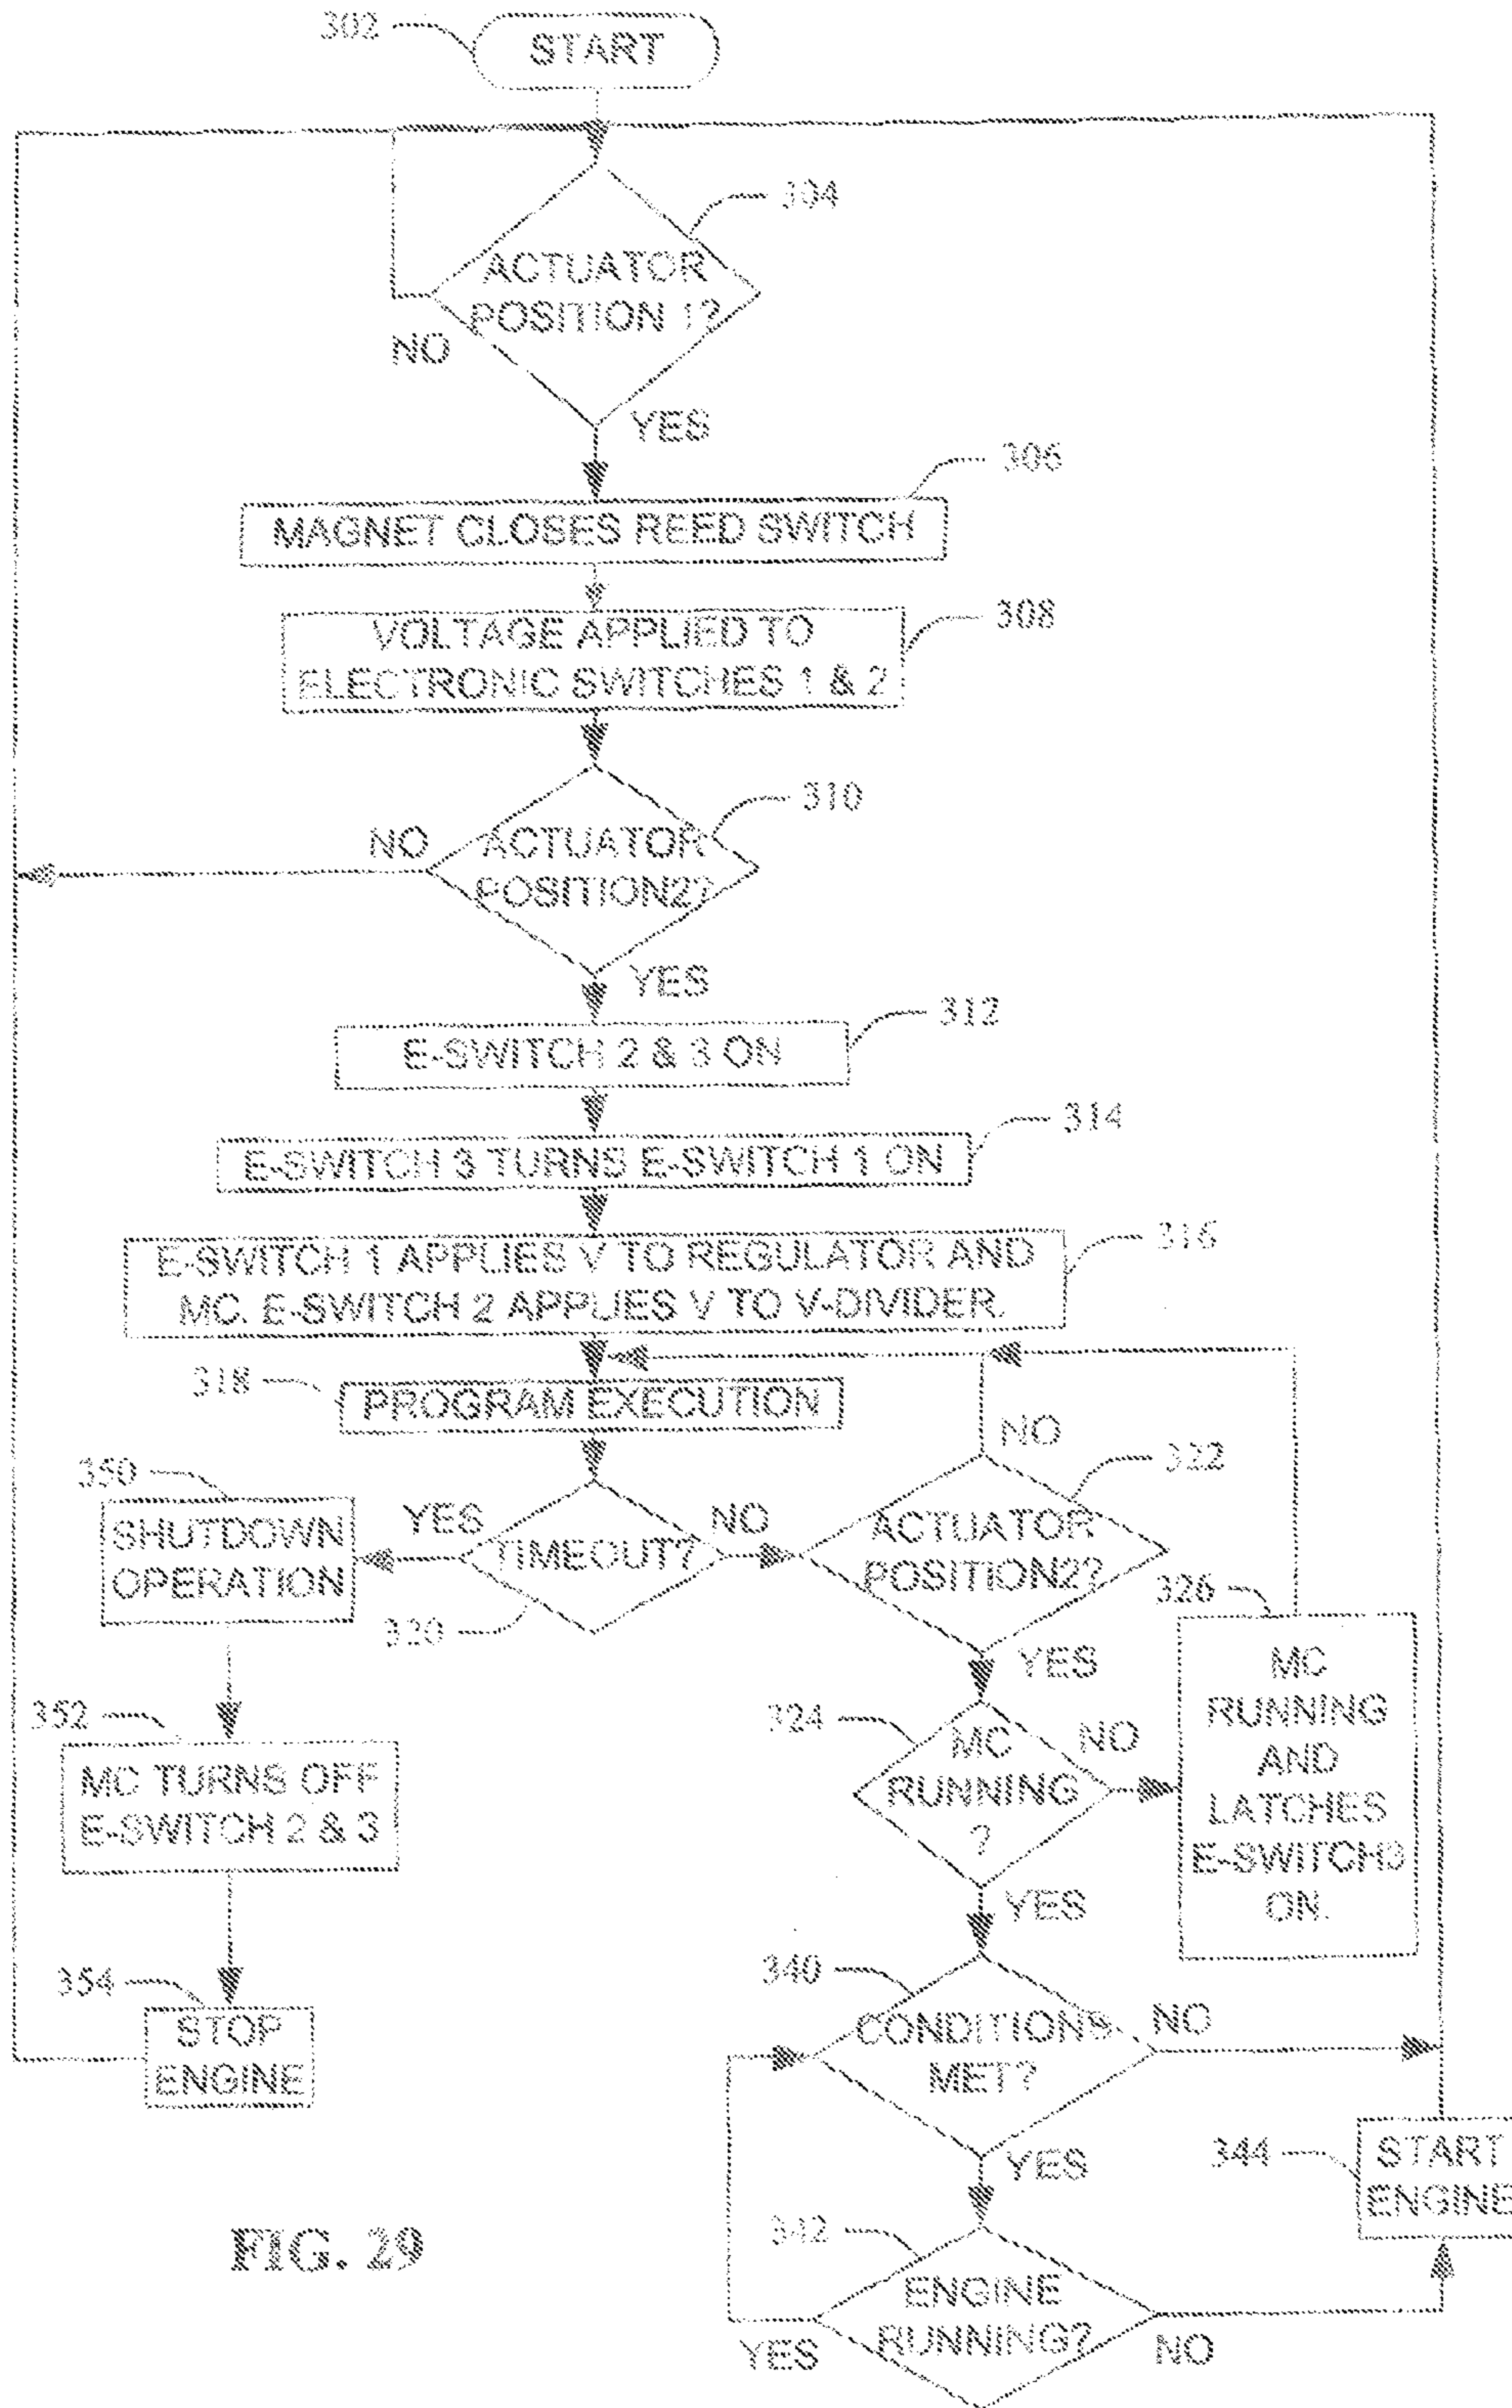 302
START
304
ACTUATOR
POSITION 1?
NO
YES
306
MAGNET CLOSES REED SWITCH
308
VOLTAGE APPLIED TO
ELECTRONIC SWITCHES 1 & 2
310
NO
ACTUATOR
POSITION2?
YES
312
E-SWITCH 2 & 3 ON
314
E-SWITCH 3 TURNS E-SWITCH 1 ON
316
E-SWITCH 1 APPLIES V TO REGULATOR AND
MC. E-SWITCH 2 APPLIES V TO V-DIVIDER.
318
PROGRAM EXECUTION
350
SHUTDOWN
OPERATION
YES
TIMEOUT?
320
NO
322
ACTUATOR
POSITION2?
NO
YES
326
MC
RUNNING
AND
LATCHES
E-SWITCH3
ON.
324
MC
RUNNING
?
NO
YES
352
MC TURNS OFF
E-SWITCH 2 & 3
354
STOP
ENGINE
340
CONDITIONS
MET?
NO
YES
344
START
ENGINE
342
ENGINE
RUNNING?
YES
NO
FIG. 29